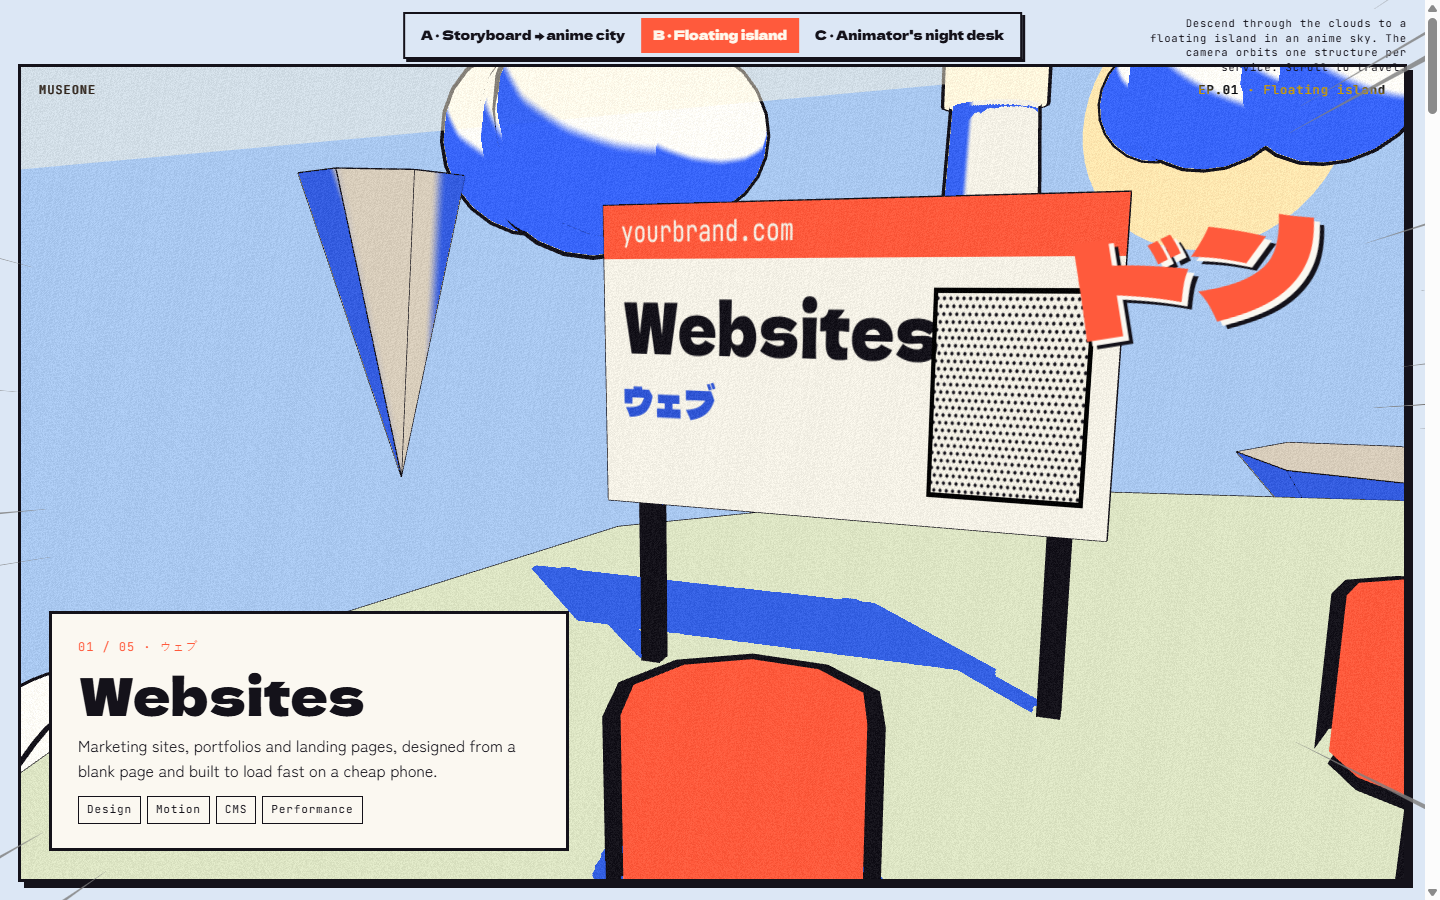 A · Storyboard → anime city
B · Floating island
C · Animator's night desk
Descend through the clouds to a
floating island in an anime sky. The
camera orbits one structure per
service. Scroll to travel.
MUSEONE
EP.01 · Floating island
yourbrand.com
Websites
ウェブ
ドン
01 / 05 · ウェブ
Websites
Marketing sites, portfolios and landing pages, designed from a
blank page and built to load fast on a cheap phone.
Design
Motion
CMS
Performance